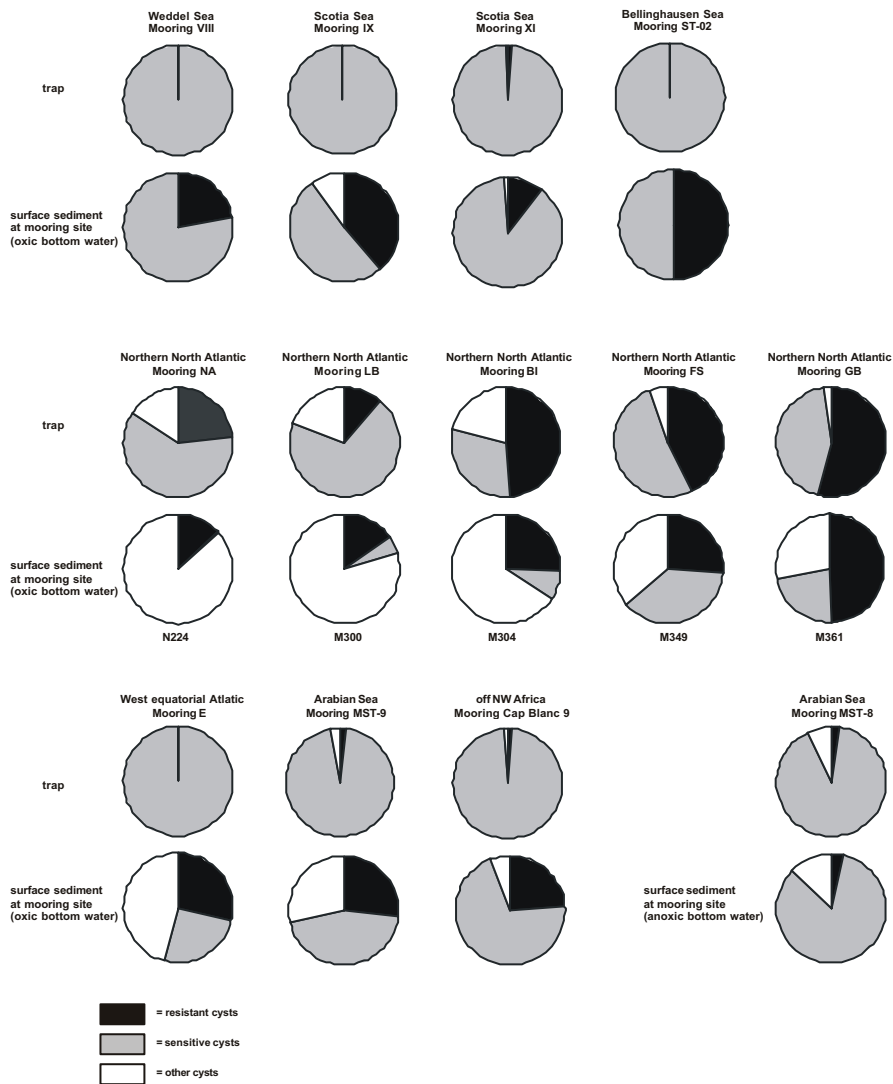 Weddel Sea
Mooring VIII
Scotia Sea
Mooring IX
Scotia Sea
Mooring XI
Bellinghausen Sea
Mooring ST-02
trap
surface sediment
at mooring site
(oxic bottom water)
Northern North Atlantic
Mooring NA
Northern North Atlantic
Mooring LB
Northern North Atlantic
Mooring BI
Northern North Atlantic
Mooring FS
Northern North Atlantic
Mooring GB
trap
surface sediment
at mooring site
(oxic bottom water)
N224
M300
M304
M349
M361
West equatorial Atlatic
Mooring E
Arabian Sea
Mooring MST-9
off NW Africa
Mooring Cap Blanc 9
Arabian Sea
Mooring MST-8
trap
surface sediment
at mooring site
(oxic bottom water)
surface sediment
at mooring site
(anoxic bottom water)
= resistant cysts
= sensitive cysts
= other cysts